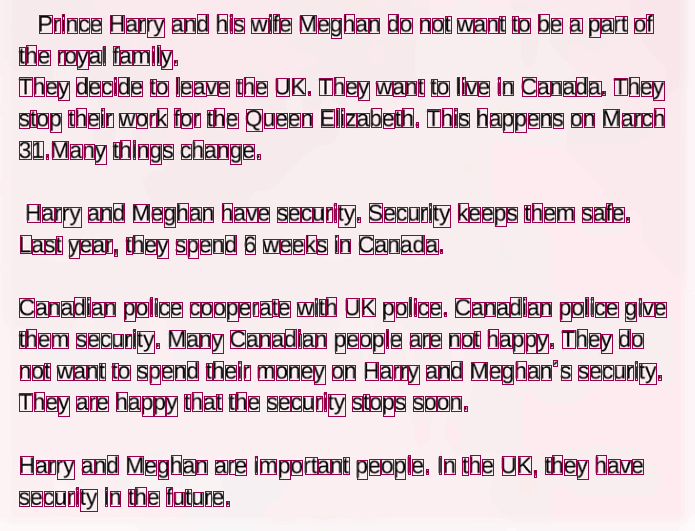 Prince Harry and his wife Meghan do not want to be a part of
the royal family.
They decide to leave the UK. They want to live in Canada. They
stop their work for the Queen Elizabeth. This happens on March
31.Many things change.
Harry and Meghan have security. Security keeps them safe.
Last year, they spend 6 weeks in Canada.
Canadian police cooperate with UK police. Canadian police give
them security. Many Canadian people are not happy. They do
not want to spend their money on Harry and Meghan's security.
They are happy that the security stops soon.
Harry and Meghan are important people. In the UK, they have
security in the future.